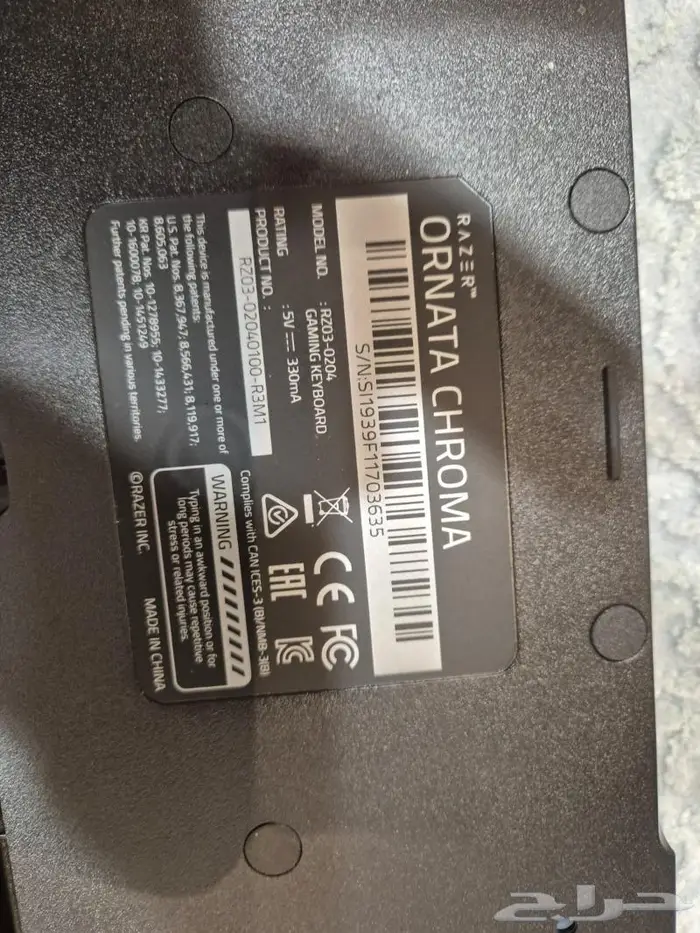 RAZER™
ORNATA CHROMA
S/N:SI1939F11703635
MODEL NO. : RZ03-0204
GAMING KEYBOARD
RATING : 5V ⎓ 330mA
PRODUCT NO. :
RZ03-02040100-R3M1
This device is manufactured under one or more of
the following patents:
U.S. Pat. Nos 8,367,947; 8,566,431; 8,119,917;
8,605,063
KR Pat. Nos. 10-1278955; 10-1433277;
10-1600078; 10-1451249
Further patents pending in various territories.
CE FC
EAC
Complies with CAN ICES-3 (B)/NMB-3(B)
WARNING
Typing in an awkward position or for
long periods may cause repetitive
stress or related injuries.
©RAZER INC.
MADE IN CHINA
حراج